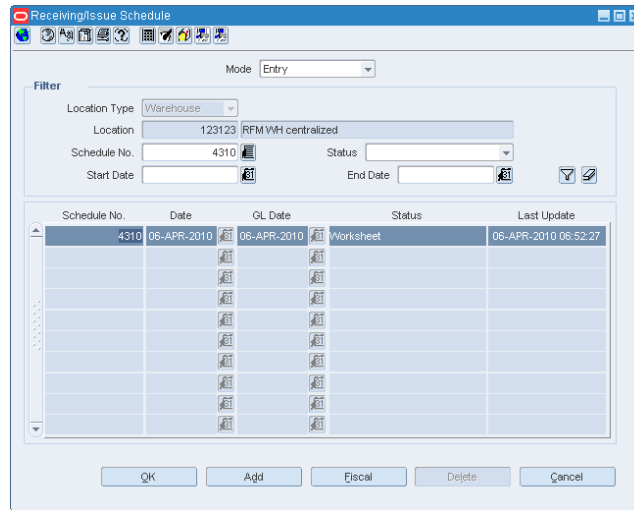 Receiving/Issue Schedule
Mode Entry
Filter
Location Type Warehouse
Location 123123 RFM WH centralized
Schedule No. 4310 Status
Start Date End Date
Schedule No. Date GL Date Status Last Update
4310 06-APR-2010 06-APR-2010 Worksheet 06-APR-2010 06:52:27
OK Add Fiscal Delete Cancel